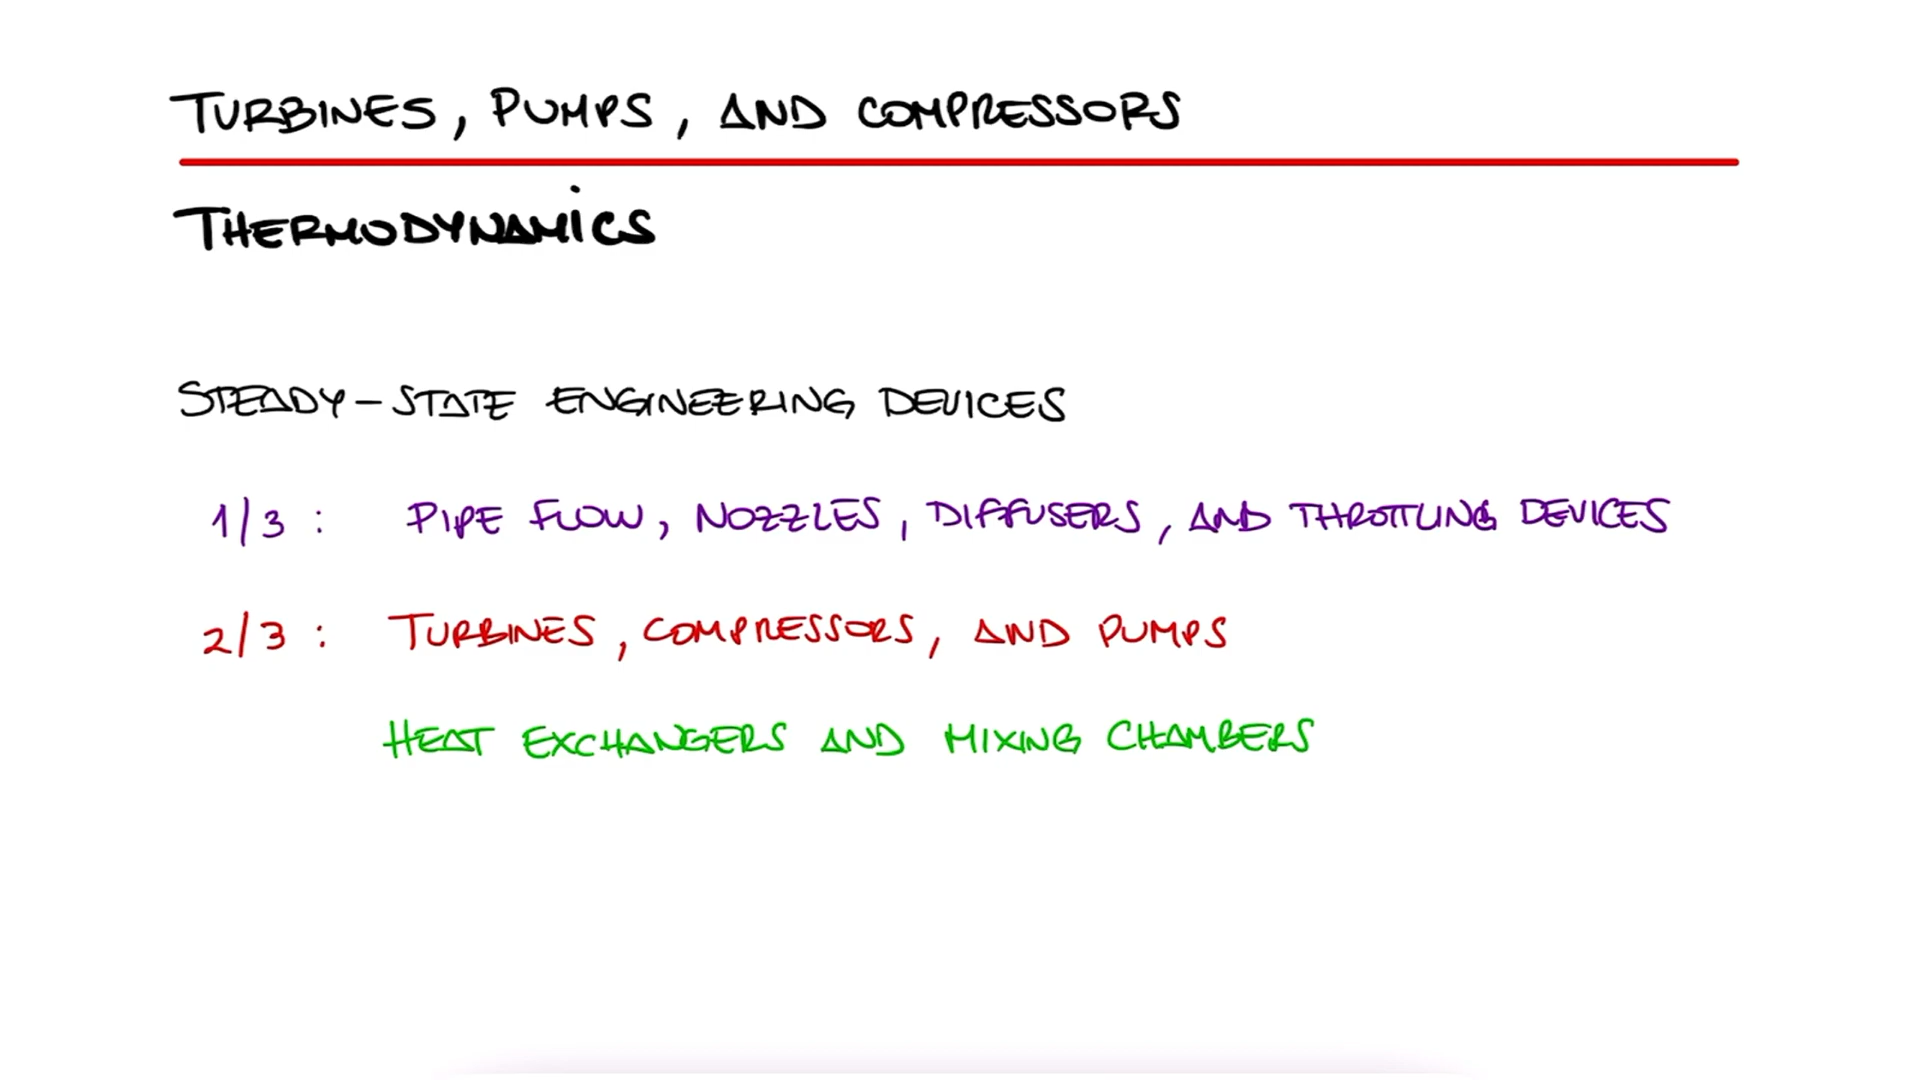 TURBINES, PUMPS, AND COMPRESSORS
THERMODYNAMICS
STEADY-STATE ENGINEERING DEVICES
1/3: PIPE FLOW, NOZZLES, DIFFUSERS, AND THROTTLING DEVICES
2/3: TURBINES, COMPRESSORS, AND PUMPS
HEAT EXCHANGERS AND MIXING CHAMBERS